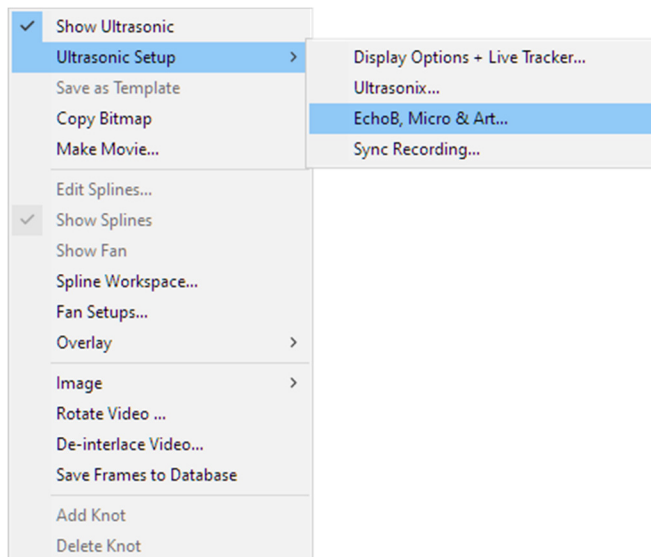 Show Ultrasonic
Ultrasonic Setup
Save as Template
Copy Bitmap
Make Movie...
Edit Splines...
Show Splines
Show Fan
Spline Workspace...
Fan Setups...
Overlay
Image
Rotate Video ...
De-interlace Video...
Save Frames to Database
Add Knot
Delete Knot
Display Options + Live Tracker...
Ultrasonix...
EchoB, Micro & Art...
Sync Recording...